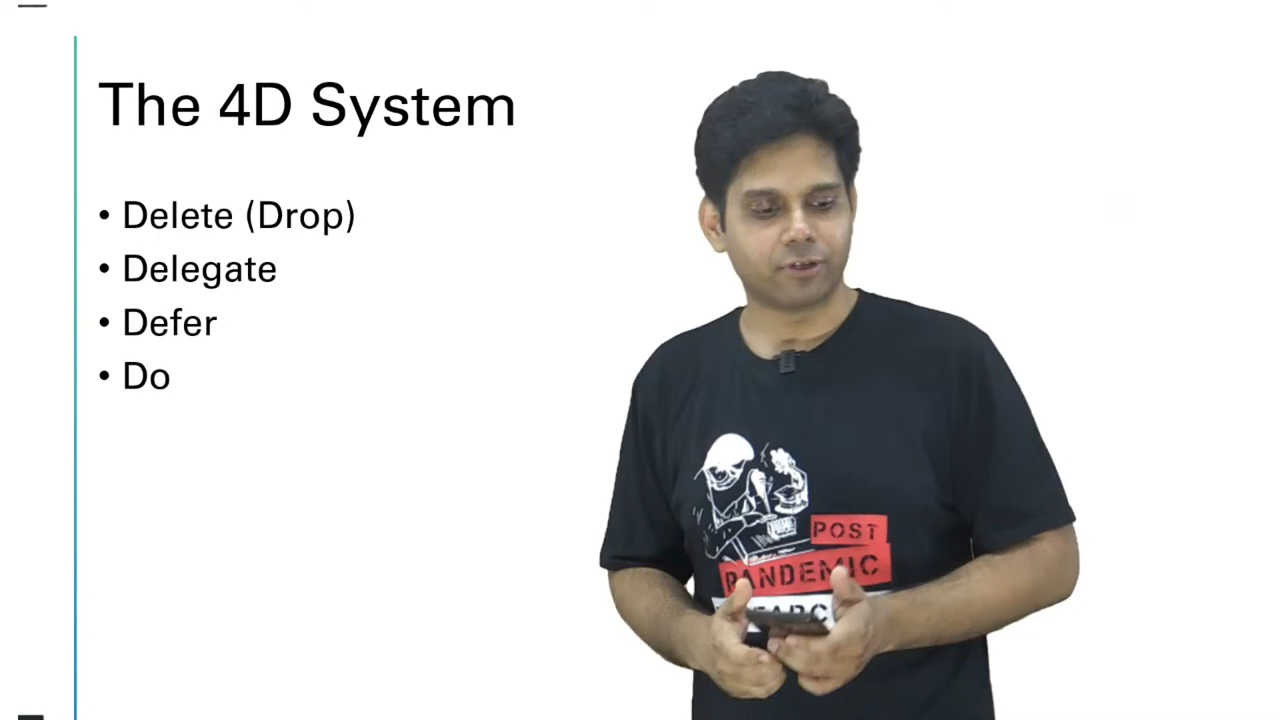 The 4D System
• Delete (Drop)
• Delegate
• Defer
• Do
POST
PANDEMIC